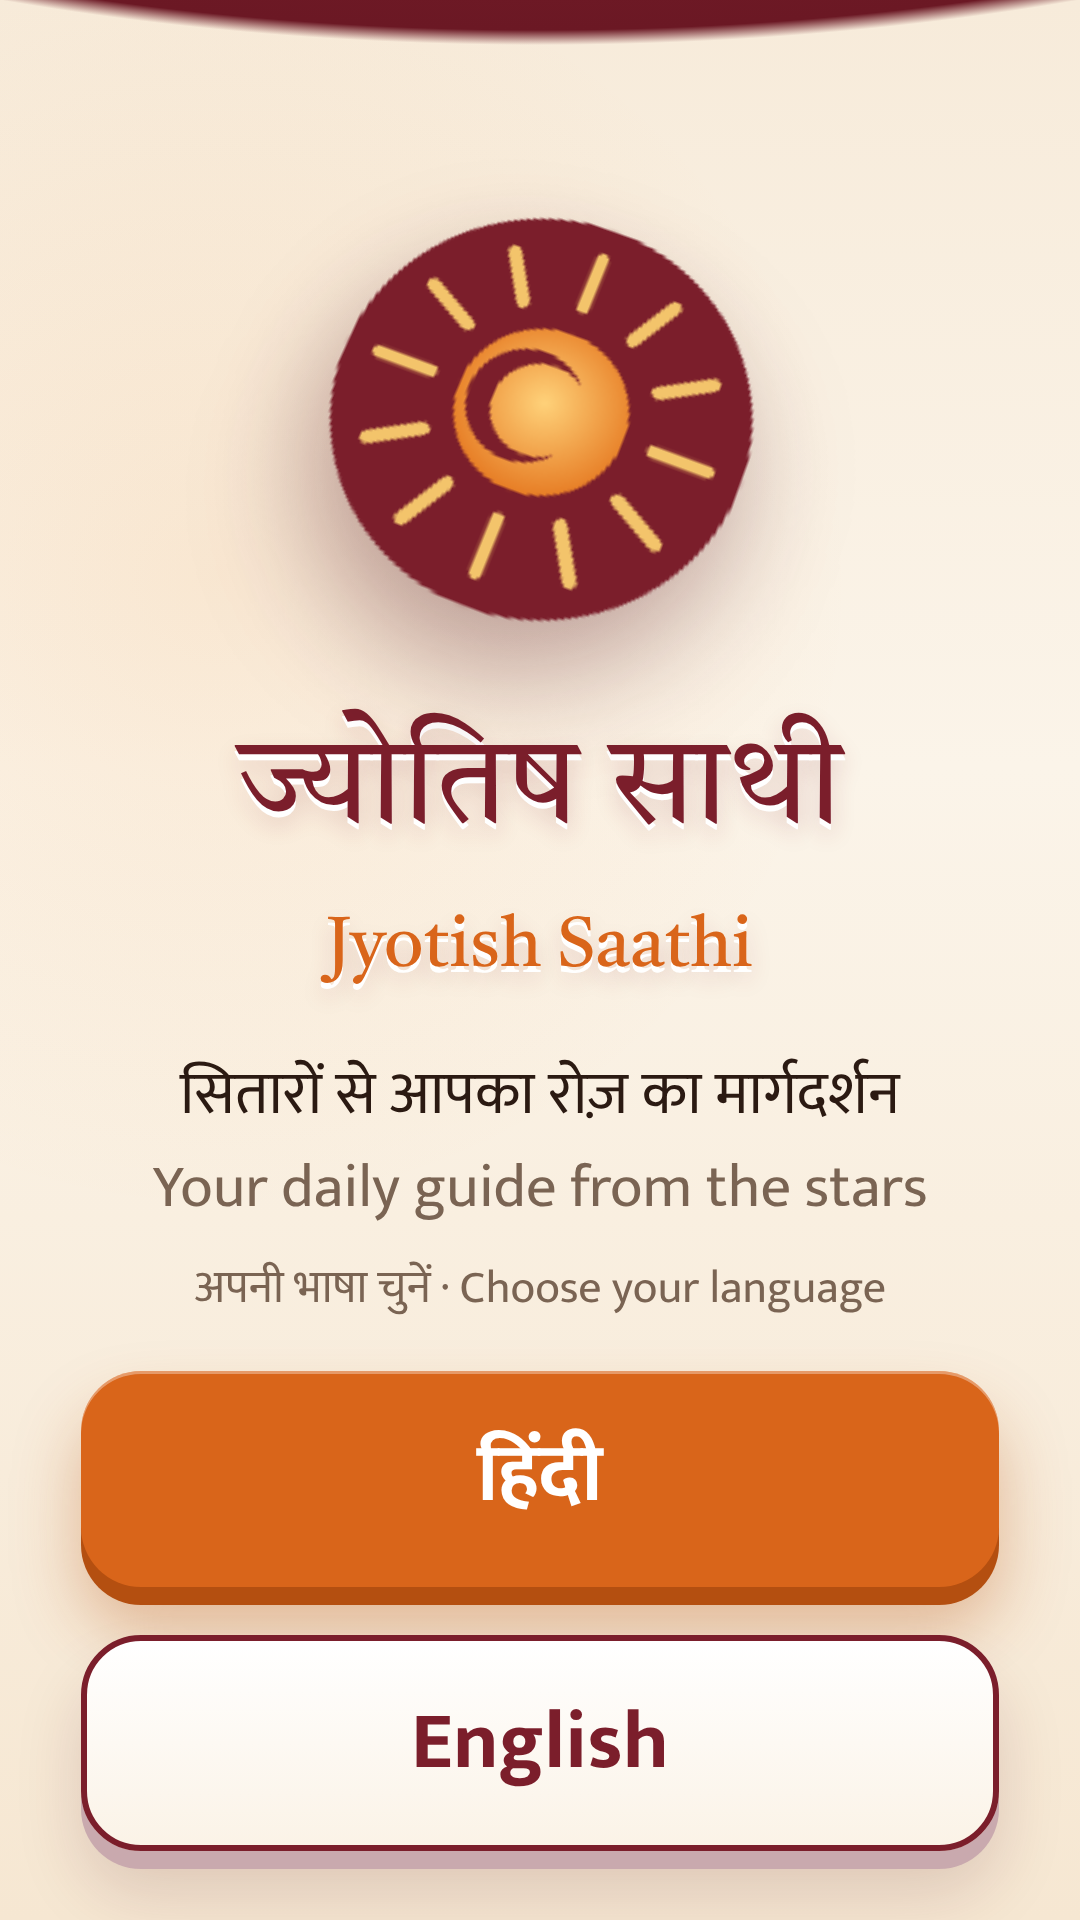 ज्योतिष साथी
Jyotish Saathi
सितारों से आपका रोज़ का मार्गदर्शन
Your daily guide from the stars
अपनी भाषा चुनें · Choose your language
हिंदी
English